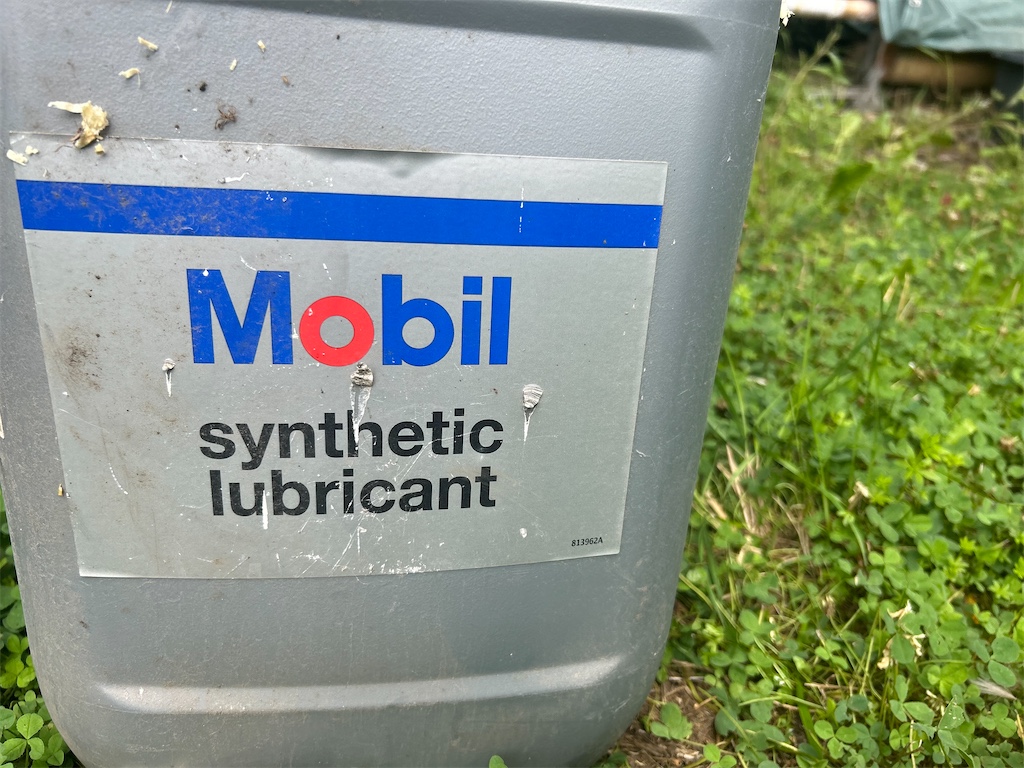 Mobil
synthetic
lubricant
813962A